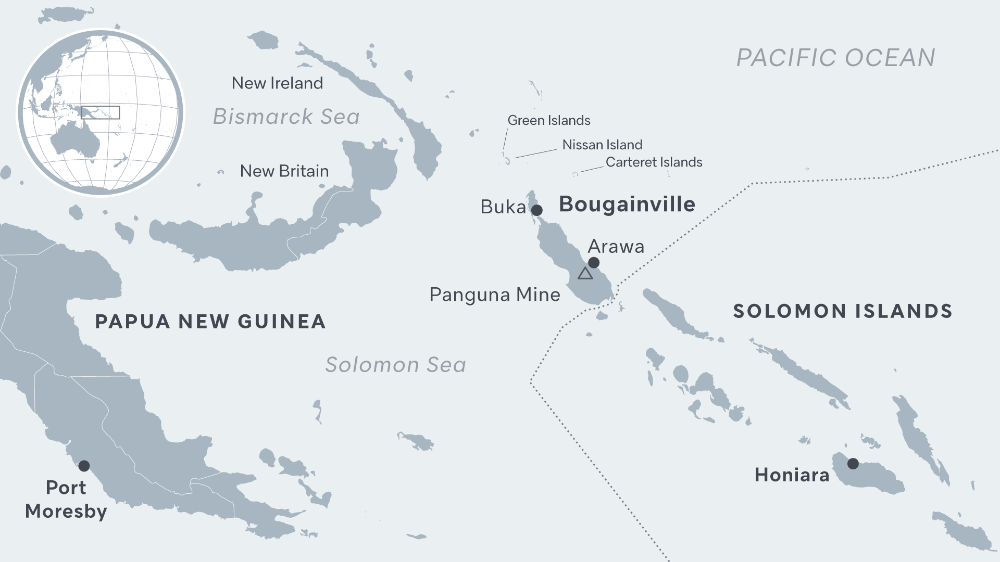 PACIFIC OCEAN
New Ireland
Bismarck Sea
Green Islands
Nissan Island
Carteret Islands
New Britain
Buka
Bougainville
Arawa
Panguna Mine
PAPUA NEW GUINEA
SOLOMON ISLANDS
Solomon Sea
Honiara
Port
Moresby